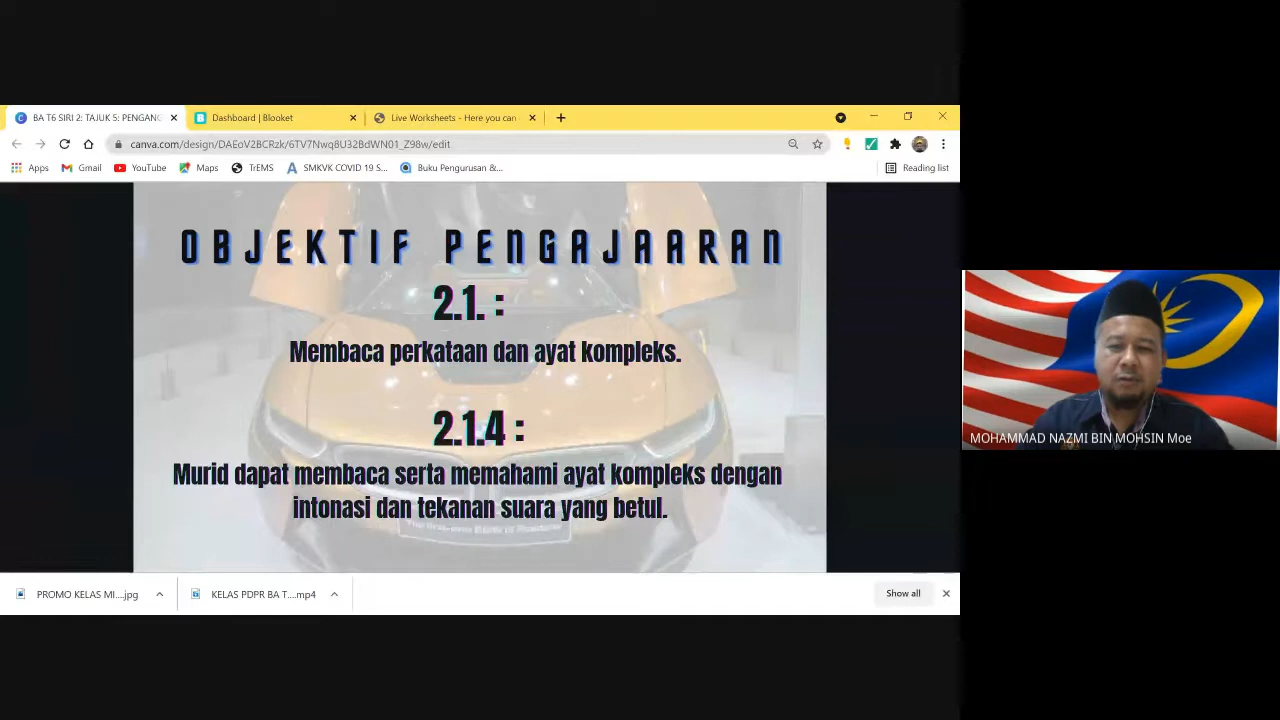 BA T6 SIRI 2: TAJUK 5: PENGANG
Dashboard | Blooket
Live Worksheets - Here you can
canva.com/design/DAEoV2BCRzk/6TV7Nwq8U32BdWN01_Z98w/edit
Apps
Gmail
YouTube
Maps
TrEMS
SMKVK COVID 19 S...
Buku Pengurusan &...
Reading list
OBJEKTIF PENGAJAARAN
2.1. :
Membaca perkataan dan ayat kompleks.
2.1.4 :
Murid dapat membaca serta memahami ayat kompleks dengan
intonasi dan tekanan suara yang betul.
MOHAMMAD NAZMI BIN MOHSIN Moe
PROMO KELAS MI....jpg
KELAS PDPR BA T....mp4
Show all